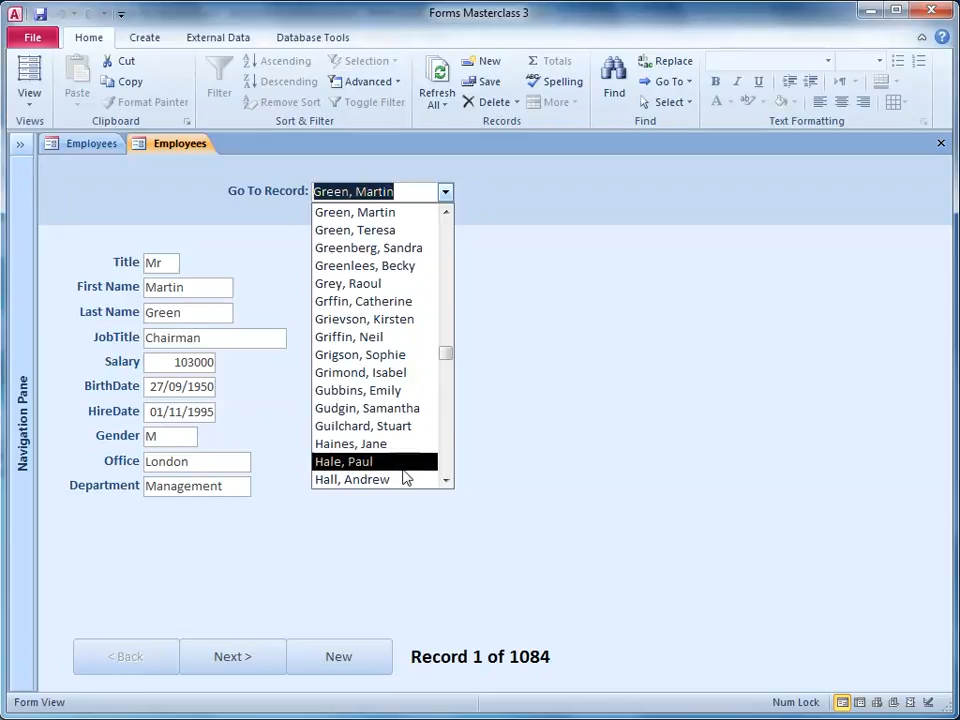 Forms Masterclass 3
File Home Create External Data Database Tools
View
Views
Paste
Cut
Copy
Format Painter
Clipboard
Filter
Ascending
Descending
Remove Sort
Selection
Advanced
Toggle Filter
Sort & Filter
Refresh
All
New
Save
Delete
Totals
Spelling
More
Records
Find
Replace
Go To
Select
Find
B I U
A ab
Text Formatting
Employees Employees
Navigation Pane
Go To Record: Green, Martin
Green, Martin
Green, Teresa
Greenberg, Sandra
Greenlees, Becky
Grey, Raoul
Grffin, Catherine
Grievson, Kirsten
Griffin, Neil
Grigson, Sophie
Grimond, Isabel
Gubbins, Emily
Gudgin, Samantha
Guilchard, Stuart
Haines, Jane
Hale, Paul
Hall, Andrew
Title Mr
First Name Martin
Last Name Green
JobTitle Chairman
Salary 103000
BirthDate 27/09/1950
HireDate 01/11/1995
Gender M
Office London
Department Management
< Back Next > New Record 1 of 1084
Form View Num Lock